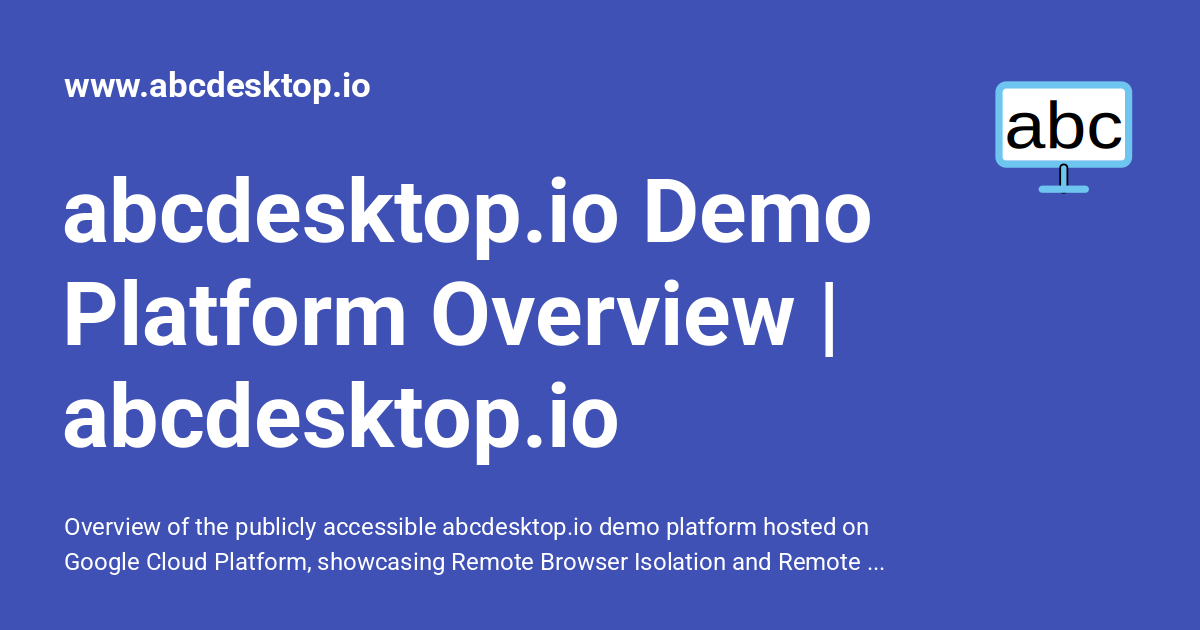 www.abcdesktop.io
abc
abcdesktop.io Demo
Platform Overview |
abcdesktop.io
Overview of the publicly accessible abcdesktop.io demo platform hosted on
Google Cloud Platform, showcasing Remote Browser Isolation and Remote ...